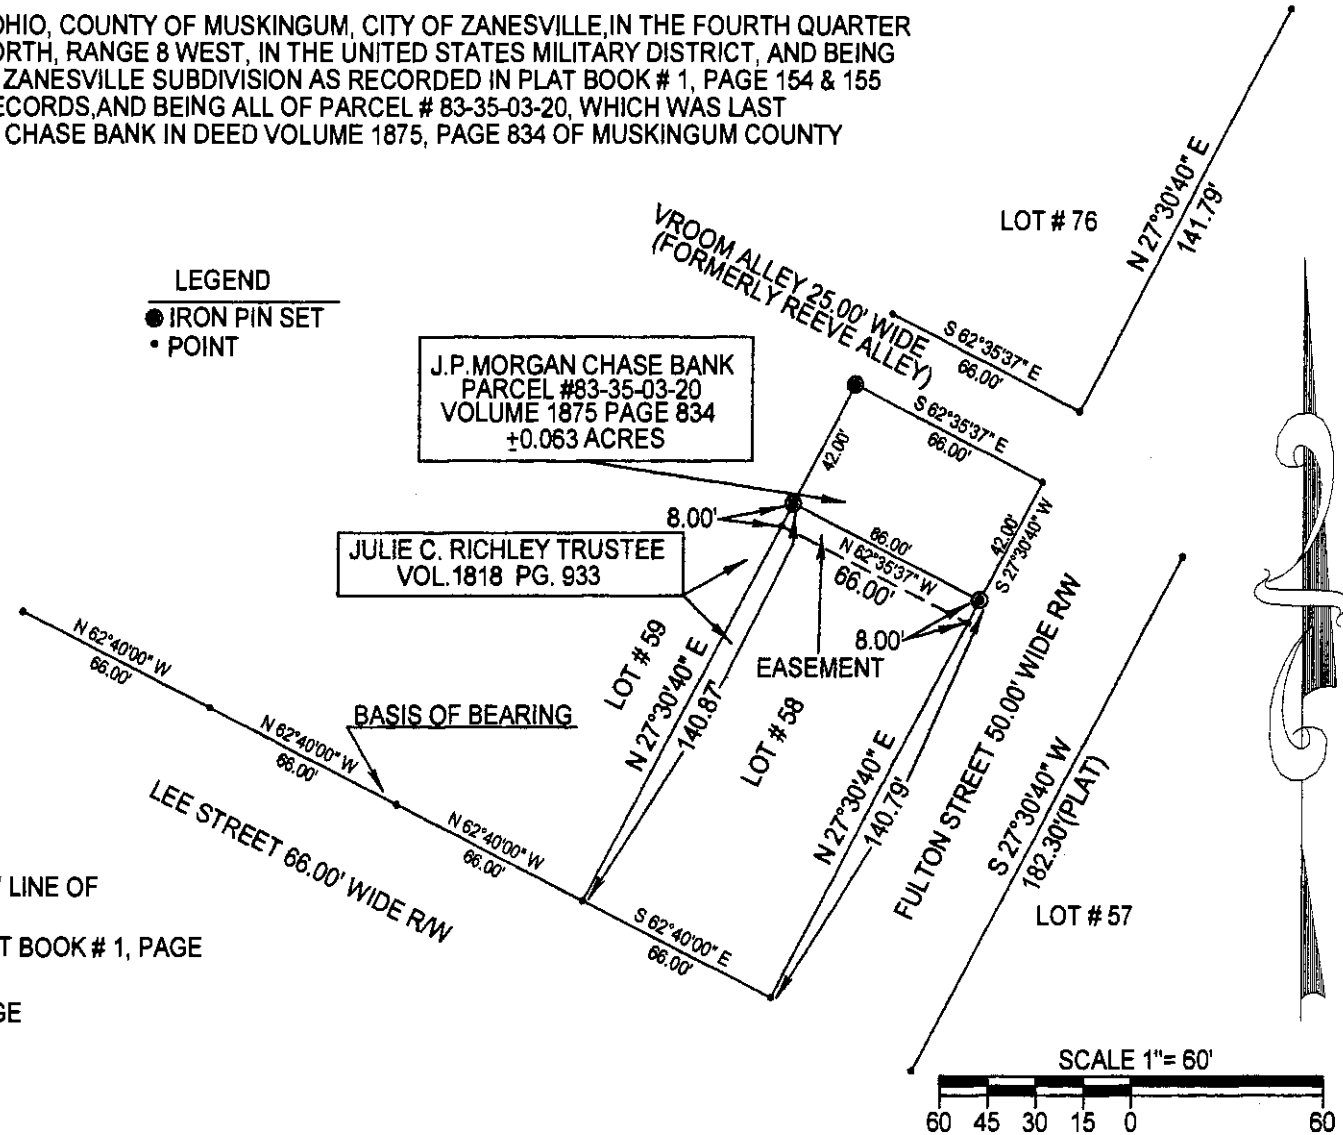 OHIO, COUNTY OF MUSKINGUM, CITY OF ZANESVILLE,IN THE FOURTH QUARTER
ORTH, RANGE 8 WEST, IN THE UNITED STATES MILITARY DISTRICT, AND BEING
ZANESVILLE SUBDIVISION AS RECORDED IN PLAT BOOK # 1, PAGE 154 & 155
ECORDS,AND BEING ALL OF PARCEL # 83-35-03-20, WHICH WAS LAST
CHASE BANK IN DEED VOLUME 1875, PAGE 834 OF MUSKINGUM COUNTY
N 27°30'40" E
141.79'
LOT # 76
VROOM ALLEY 25.00' WIDE
(FORMERLY REEVE ALLEY)
S 62°35'37" E
66.00'
LEGEND
IRON PIN SET
POINT
J.P.MORGAN CHASE BANK
PARCEL #83-35-03-20
VOLUME 1875 PAGE 834
±0.063 ACRES
42.00'
S 62°35'37" E
66.00'
42.00'
S 27°30'40" W
8.00'
66.00'
N 62°35'37" W
66.00'
8.00'
EASEMENT
JULIE C. RICHLEY TRUSTEE
VOL.1818 PG. 933
LOT # 59
N 27°30'40" E
140.87'
LOT # 58
N 27°30'40" E
140.79'
FULTON STREET 50.00' WIDE R/W
S 27°30'40" W
182.30'(PLAT)
LOT # 57
N 62°40'00" W
66.00'
N 62°40'00" W
66.00'
BASIS OF BEARING
N 62°40'00" W
66.00'
LEE STREET 66.00' WIDE R/W
S 62°40'00" E
66.00'
LINE OF
T BOOK # 1, PAGE
GE
SCALE 1"= 60'
60 45 30 15 0 60